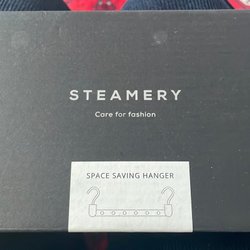 STEAMERY
Care for fashion
SPACE SAVING HANGER